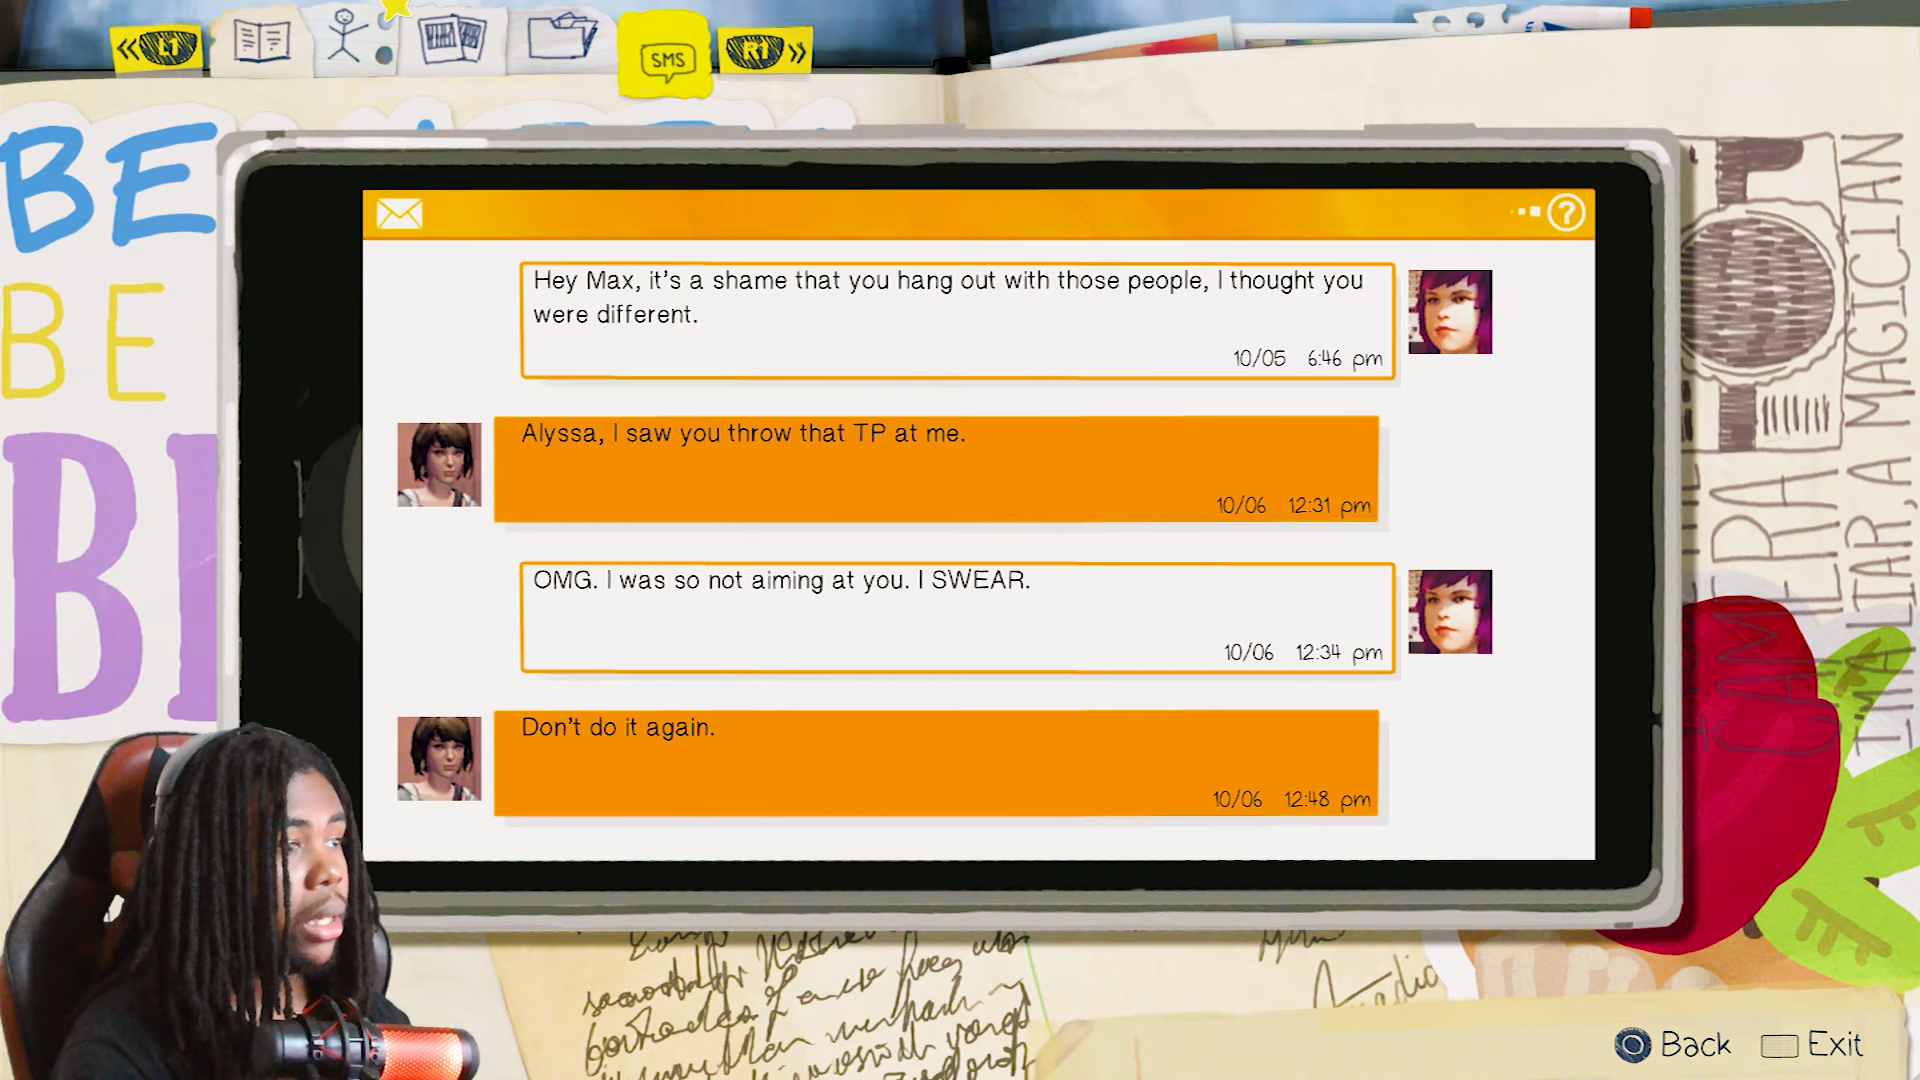 L1
SMS
R1
BE
BE
Hey Max, it's a shame that you hang out with those people, I thought you
were different.
10/05 6:46 pm
Alyssa, I saw you throw that TP at me.
10/06 12:31 pm
OMG. I was so not aiming at you. I SWEAR.
10/06 12:34 pm
Don't do it again.
10/06 12:48 pm
?
CAMERA
LIAR, A MAGICIAN
Back
Exit